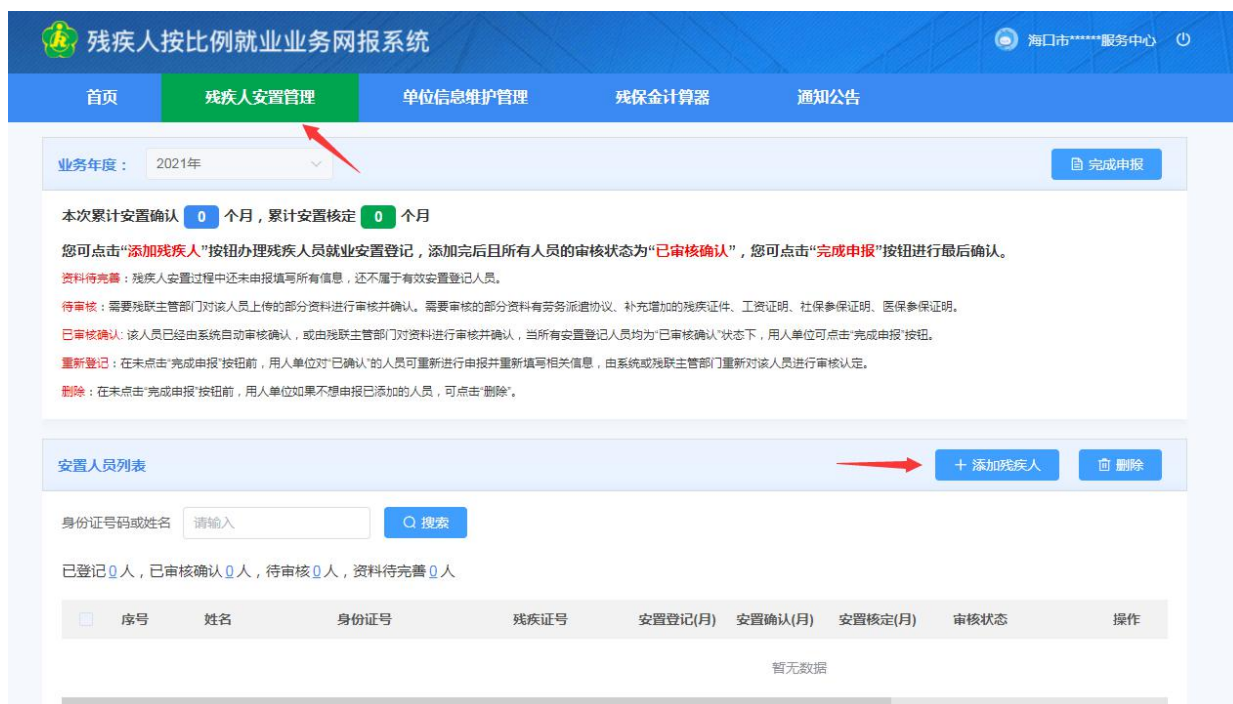 残疾人按比例就业业务网报系统
海口市******服务中心
首页 残疾人安置管理 单位信息维护管理 残保金计算器 通知公告
业务年度： 2021年 完成申报
本次累计安置确认 0 个月，累计安置核定 0 个月
您可点击“添加残疾人”按钮办理残疾人员就业安置登记，添加完后且所有人员的审核状态为“已审核确认”，您可点击“完成申报”按钮进行最后确认。
资料待完善：残疾人安置过程中还未申报填写所有信息，还不属于有效安置登记人员。
待审核：需要残联主管部门对该人员上传的部分资料进行审核并确认。需要审核的部分资料有劳务派遣协议、补充增加的残疾证件、工资证明、社保参保证明、医保参保证明。
已审核确认: 该人员已经由系统自动审核确认，或由残联主管部门对资料进行审核并确认，当所有安置登记人员均为“已审核确认”状态下，用人单位可点击“完成申报”按钮。
重新登记：在未点击“完成申报”按钮前，用人单位对“已确认”的人员可重新进行申报并重新填写相关信息，由系统或残联主管部门重新对该人员进行审核认定。
删除：在未点击“完成申报”按钮前，用人单位如果不想申报已添加的人员，可点击“删除”。
安置人员列表 + 添加残疾人 删除
身份证号码或姓名 请输入 搜索
已登记0人，已审核确认0人，待审核0人，资料待完善0人
序号 姓名 身份证号 残疾证号 安置登记(月) 安置确认(月) 安置核定(月) 审核状态 操作
暂无数据